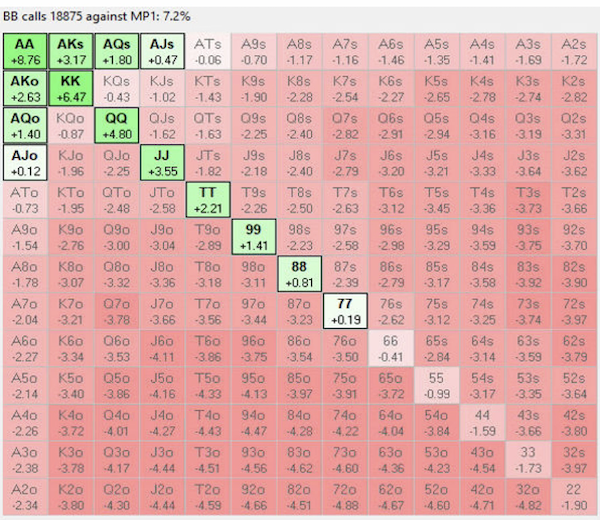 BB calls 18875 against MP1: 7.2%
AA AKs AQs AJs ATs A9s A8s A7s A6s A5s A4s A3s A2s
+8.76 +3.17 +1.80 +0.47 -0.06 -0.70 -1.17 -1.16 -1.46 -1.35 -1.41 -1.69 -1.72
AKo KK KQs KJs KTs K9s K8s K7s K6s K5s K4s K3s K2s
+2.63 +6.47 -0.43 -1.02 -1.43 -1.90 -2.28 -2.54 -2.27 -2.65 -2.78 -2.74 -2.82
AQo KQo QQ QJs QTs Q9s Q8s Q7s Q6s Q5s Q4s Q3s Q2s
+1.40 -0.87 +4.80 -1.62 -1.63 -2.25 -2.40 -2.82 -2.91 -2.94 -3.16 -3.19 -3.31
AJo KJo QJo JJ JTs J9s J8s J7s J6s J5s J4s J3s J2s
+0.12 -1.96 -2.25 +3.55 -1.82 -2.18 -2.40 -2.79 -3.20 -3.21 -3.33 -3.64 -3.62
ATo KTo QTo JTo TT T9s T8s T7s T6s T5s T4s T3s T2s
-0.73 -1.95 -2.48 -2.58 +2.21 -2.26 -2.50 -2.63 -3.12 -3.45 -3.36 -3.73 -3.66
A9o K9o Q9o J9o T9o 99 98s 97s 96s 95s 94s 93s 92s
-1.54 -2.76 -3.00 -3.04 -2.89 +1.41 -2.23 -2.58 -2.98 -3.29 -3.59 -3.75 -3.70
A8o K8o Q8o J8o T8o 98o 88 87s 86s 85s 84s 83s 82s
-1.78 -3.07 -3.32 -3.36 -3.18 -3.11 +0.81 -2.39 -2.79 -3.17 -3.58 -3.92 -3.90
A7o K7o Q7o J7o T7o 97o 87o 77 76s 75s 74s 73s 72s
-2.04 -3.21 -3.78 -3.66 -3.56 -3.44 -3.23 +0.19 -2.62 -3.12 -3.25 -3.74 -3.97
A6o K6o Q6o J6o T6o 96o 86o 76o 66 65s 64s 63s 62s
-2.27 -3.34 -3.53 -4.11 -3.86 -3.75 -3.54 -3.50 -0.41 -2.84 -3.14 -3.59 -3.79
A5o K5o Q5o J5o T5o 95o 85o 75o 65o 55 54s 53s 52s
-2.14 -3.40 -3.86 -4.16 -4.33 -4.13 -3.97 -3.91 -3.72 -0.99 -3.17 -3.35 -3.64
A4o K4o Q4o J4o T4o 94o 84o 74o 64o 54o 44 43s 42s
-2.26 -3.72 -4.01 -4.27 -4.43 -4.47 -4.28 -4.22 -4.04 -3.84 -1.59 -3.66 -3.80
A3o K3o Q3o J3o T3o 93o 83o 73o 63o 53o 43o 33 32s
-2.38 -3.78 -4.17 -4.44 -4.51 -4.56 -4.62 -4.60 -4.36 -4.23 -4.54 -1.73 -3.97
A2o K2o Q2o J2o T2o 92o 82o 72o 62o 52o 42o 32o 22
-2.34 -3.80 -4.30 -4.44 -4.59 -4.66 -4.51 -4.88 -4.67 -4.60 -4.71 -4.82 -1.90